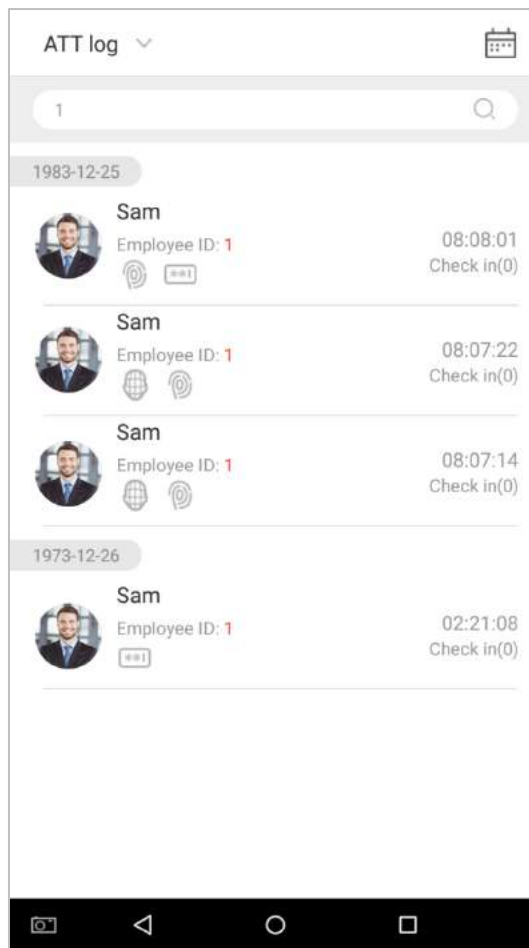 ATT log
1
1983-12-25
Sam
Employee ID: 1
08:08:01
Check in(0)
Sam
Employee ID: 1
08:07:22
Check in(0)
Sam
Employee ID: 1
08:07:14
Check in(0)
1973-12-26
Sam
Employee ID: 1
02:21:08
Check in(0)